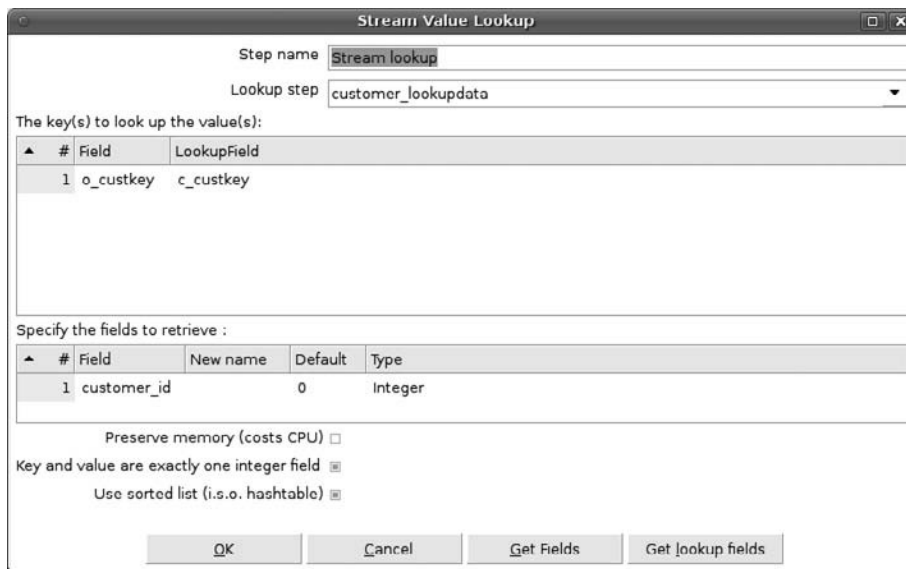 Stream Value Lookup
Step name Stream lookup
Lookup step customer_lookupdata
The key(s) to look up the value(s):
# Field LookupField
1 o_custkey c_custkey
Specify the fields to retrieve :
# Field New name Default Type
1 customer_id 0 Integer
Preserve memory (costs CPU)
Key and value are exactly one integer field
Use sorted list (i.s.o. hashtable)
OK Cancel Get Fields Get lookup fields